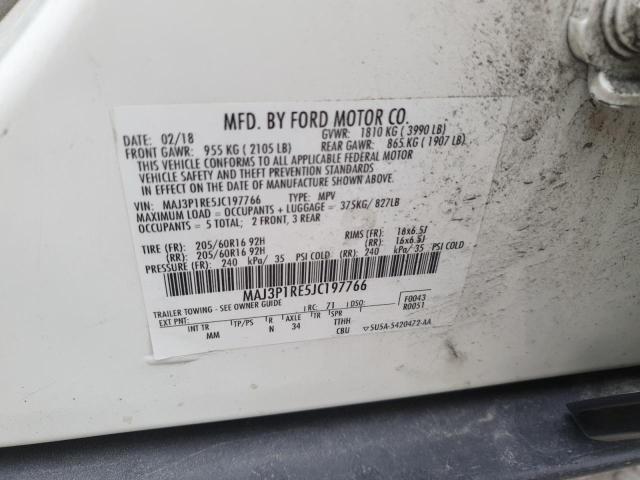 MFD. BY FORD MOTOR CO.
DATE: 02/18 GVWR: 1810 KG ( 3990 LB)
FRONT GAWR: 955 KG ( 2105 LB) REAR GAWR: 865 KG ( 1907 LB)
THIS VEHICLE CONFORMS TO ALL APPLICABLE FEDERAL MOTOR
VEHICLE SAFETY AND THEFT PREVENTION STANDARDS IN EFFECT
ON THE DATE OF MANUFACTURE SHOWN ABOVE.
VIN: MAJ3P1RE5JC197766 TYPE: MPV
MAXIMUM LOAD = OCCUPANTS + LUGGAGE = 375KG/ 827LB
OCCUPANTS = 5 TOTAL; 2 FRONT, 3 REAR
TIRE (FR): 205/60R16 92H RIMS (FR): 16x6.5J
(RR): 205/60R16 92H (RR): 16x6.5J
PRESSURE (FR): 240 kPa/ 35 PSI COLD (RR): 240 kPa/ 35 PSI COLD
MAJ3P1RE5JC197766
TRAILER TOWING - SEE OWNER GUIDE RC: 71 DSO: F0043
EXT PNT: R0051
INT TR TP/PS R AXLE TR SPR
MM N 34 TTHH
CBU ▽5U5A-5420472-AA